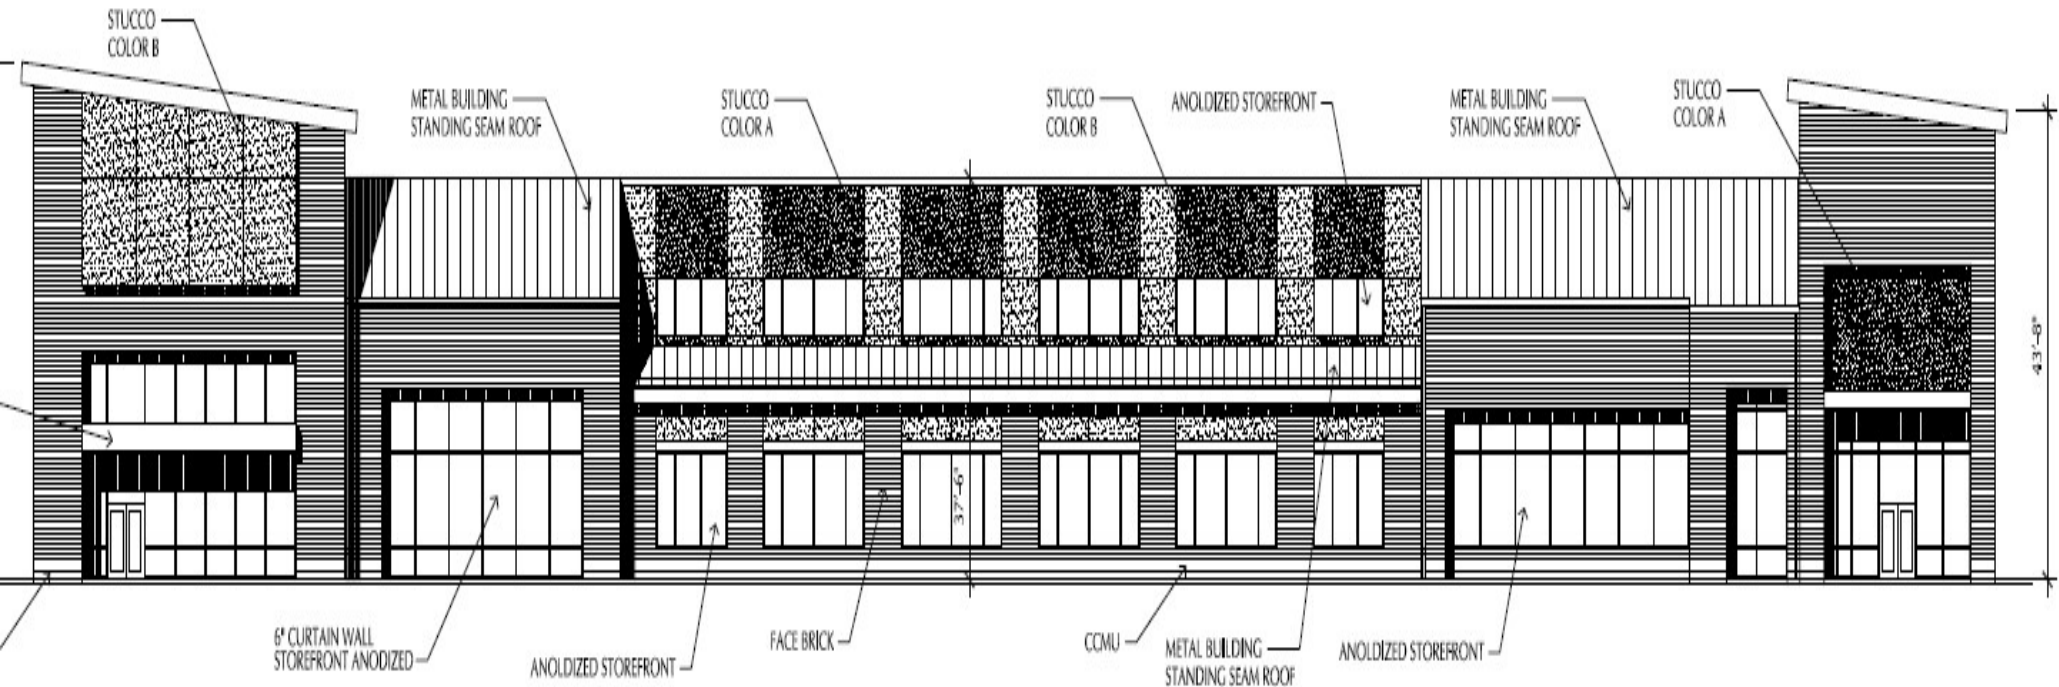 STUCCO
COLOR B
METAL BUILDING
STANDING SEAM ROOF
STUCCO
COLOR A
STUCCO
COLOR B
ANOLDIZED STOREFRONT
METAL BUILDING
STANDING SEAM ROOF
STUCCO
COLOR A
43'-8"
37'-6"
6" CURTAIN WALL
STOREFRONT ANODIZED
ANOLDIZED STOREFRONT
FACE BRICK
CCMU
METAL BUILDING
STANDING SEAM ROOF
ANOLDIZED STOREFRONT